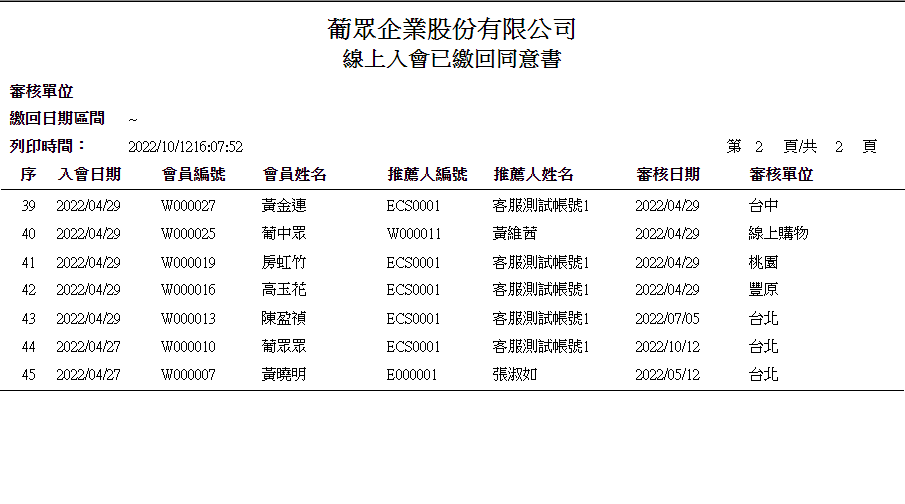 葡眾企業股份有限公司
線上入會已繳回同意書
審核單位
繳回日期區間 ~
列印時間： 2022/10/1216:07:52 第 2 頁/共 2 頁
序 入會日期 會員編號 會員姓名 推薦人編號 推薦人姓名 審核日期 審核單位
39 2022/04/29 W000027 黃金連 ECS0001 客服測試帳號1 2022/04/29 台中
40 2022/04/29 W000025 葡中眾 W000011 黃維茜 2022/04/29 線上購物
41 2022/04/29 W000019 房虹竹 ECS0001 客服測試帳號1 2022/04/29 桃園
42 2022/04/29 W000016 高玉花 ECS0001 客服測試帳號1 2022/04/29 豐原
43 2022/04/29 W000013 陳盈禎 ECS0001 客服測試帳號1 2022/07/05 台北
44 2022/04/27 W000010 葡眾眾 ECS0001 客服測試帳號1 2022/10/12 台北
45 2022/04/27 W000007 黃曉明 E000001 張淑如 2022/05/12 台北